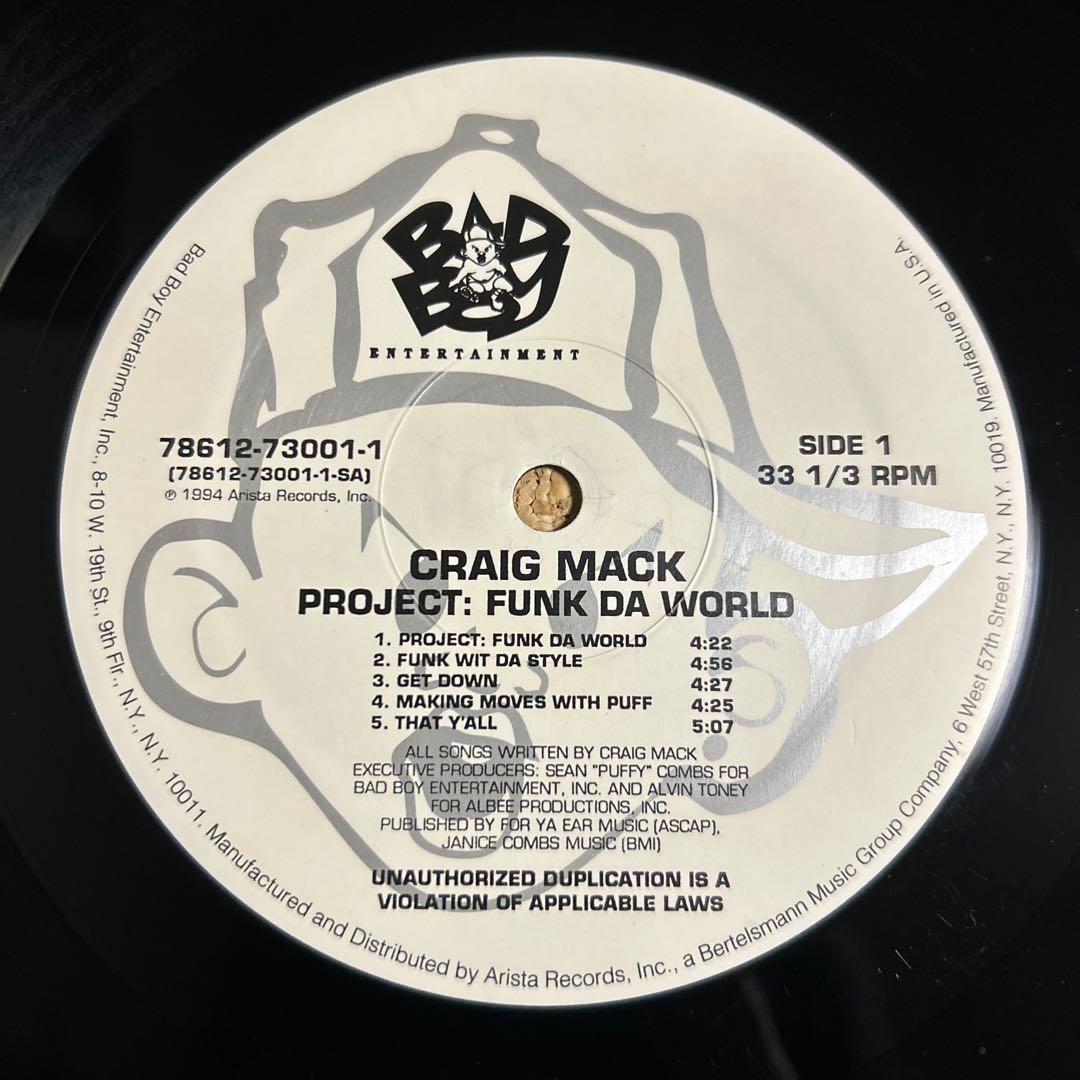 BAD
BOY
ENTERTAINMENT
78612-73001-1
(78612-73001-1-SA)
℗ 1994 Arista Records, Inc.
SIDE 1
33 1/3 RPM
CRAIG MACK
PROJECT: FUNK DA WORLD
1. PROJECT: FUNK DA WORLD 4:22
2. FUNK WIT DA STYLE 4:56
3. GET DOWN 4:27
4. MAKING MOVES WITH PUFF 4:25
5. THAT Y'ALL 5:07
ALL SONGS WRITTEN BY CRAIG MACK
EXECUTIVE PRODUCERS: SEAN "PUFFY" COMBS FOR
BAD BOY ENTERTAINMENT, INC. AND ALVIN TONEY
FOR ALBEE PRODUCTIONS, INC.
PUBLISHED BY FOR YA EAR MUSIC (ASCAP),
JANICE COMBS MUSIC (BMI)
UNAUTHORIZED DUPLICATION IS A
VIOLATION OF APPLICABLE LAWS
Bad Boy Entertainment, Inc., 8-10 W. 19th St., 9th Flr., N.Y., N.Y. 10011. Manufactured and Distributed by Arista Records, Inc., a Bertelsmann Music Group Company, 6 West 57th Street, N.Y., N.Y. 10019. Manufactured in U.S.A.